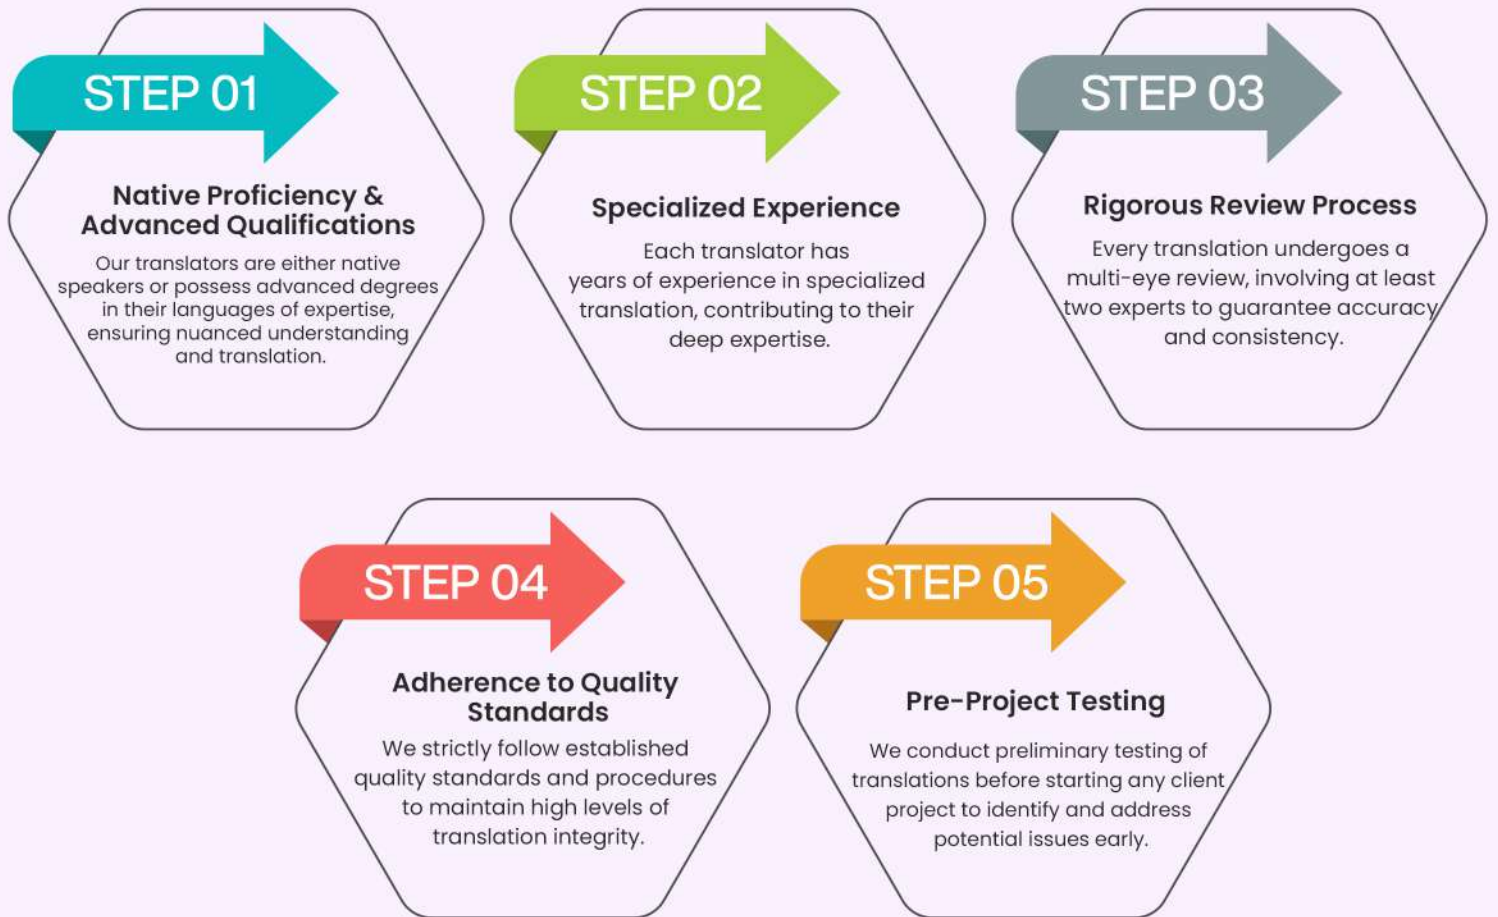 STEP 01
Native Proficiency &
Advanced Qualifications
Our translators are either native
speakers or possess advanced degrees
in their languages of expertise,
ensuring nuanced understanding
and translation.
STEP 02
Specialized Experience
Each translator has
years of experience in specialized
translation, contributing to their
deep expertise.
STEP 03
Rigorous Review Process
Every translation undergoes a
multi-eye review, involving at least
two experts to guarantee accuracy
and consistency.
STEP 04
Adherence to Quality
Standards
We strictly follow established
quality standards and procedures
to maintain high levels of
translation integrity.
STEP 05
Pre-Project Testing
We conduct preliminary testing of
translations before starting any client
project to identify and address
potential issues early.